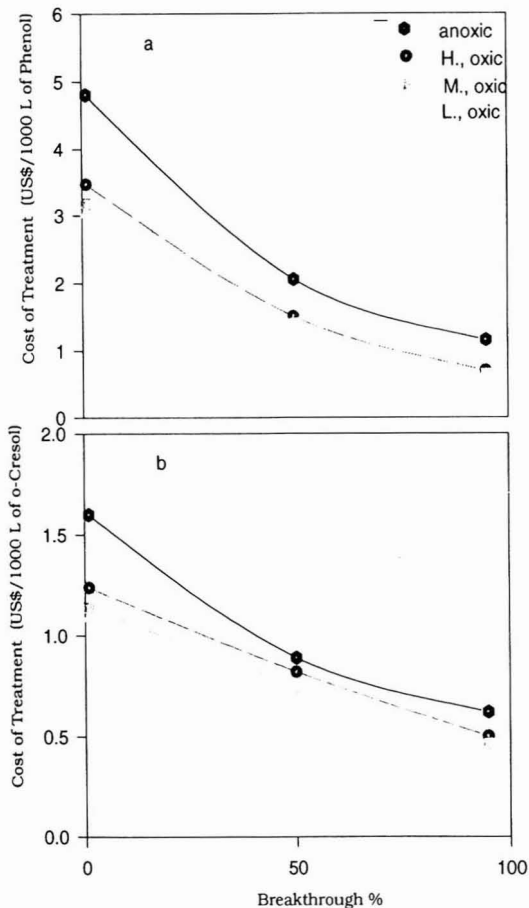 6
a
anoxic
H., oxic
M., oxic
L., oxic
5
4
3
2
1
0
Cost of Treatment (US$/1000 L of Phenol)
2.0
b
1.5
1.0
0.5
0.0
Cost of Treatment (US$/1000 L of o-Cresol)
0
50
100
Breakthrough %